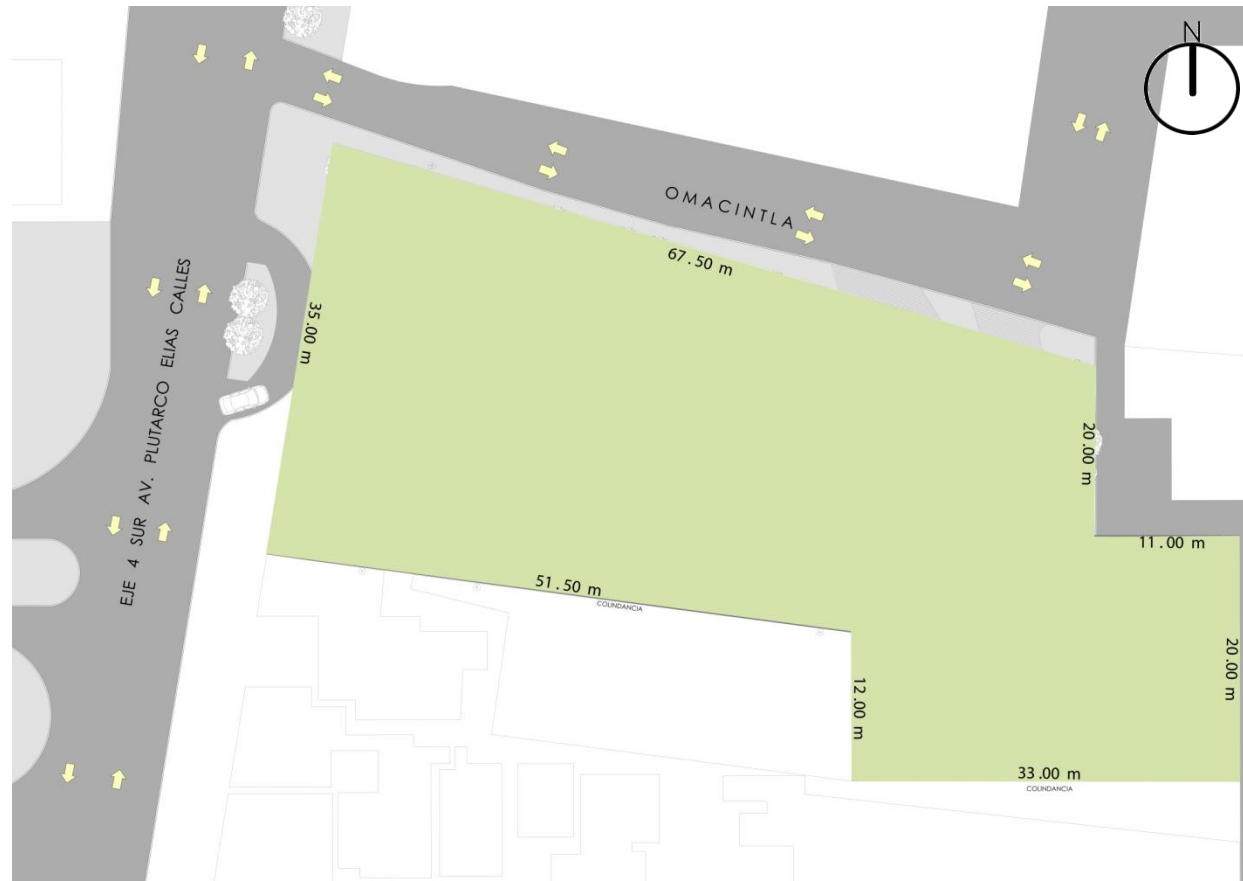 N
OMACINTLA
67.50 m
EJE 4 SUR AV. PLUTARCO ELIAS CALLES
35.00 m
20.00 m
11.00 m
51.50 m
COLINDANCIA
20.00 m
12.00 m
33.00 m
COLINDANCIA